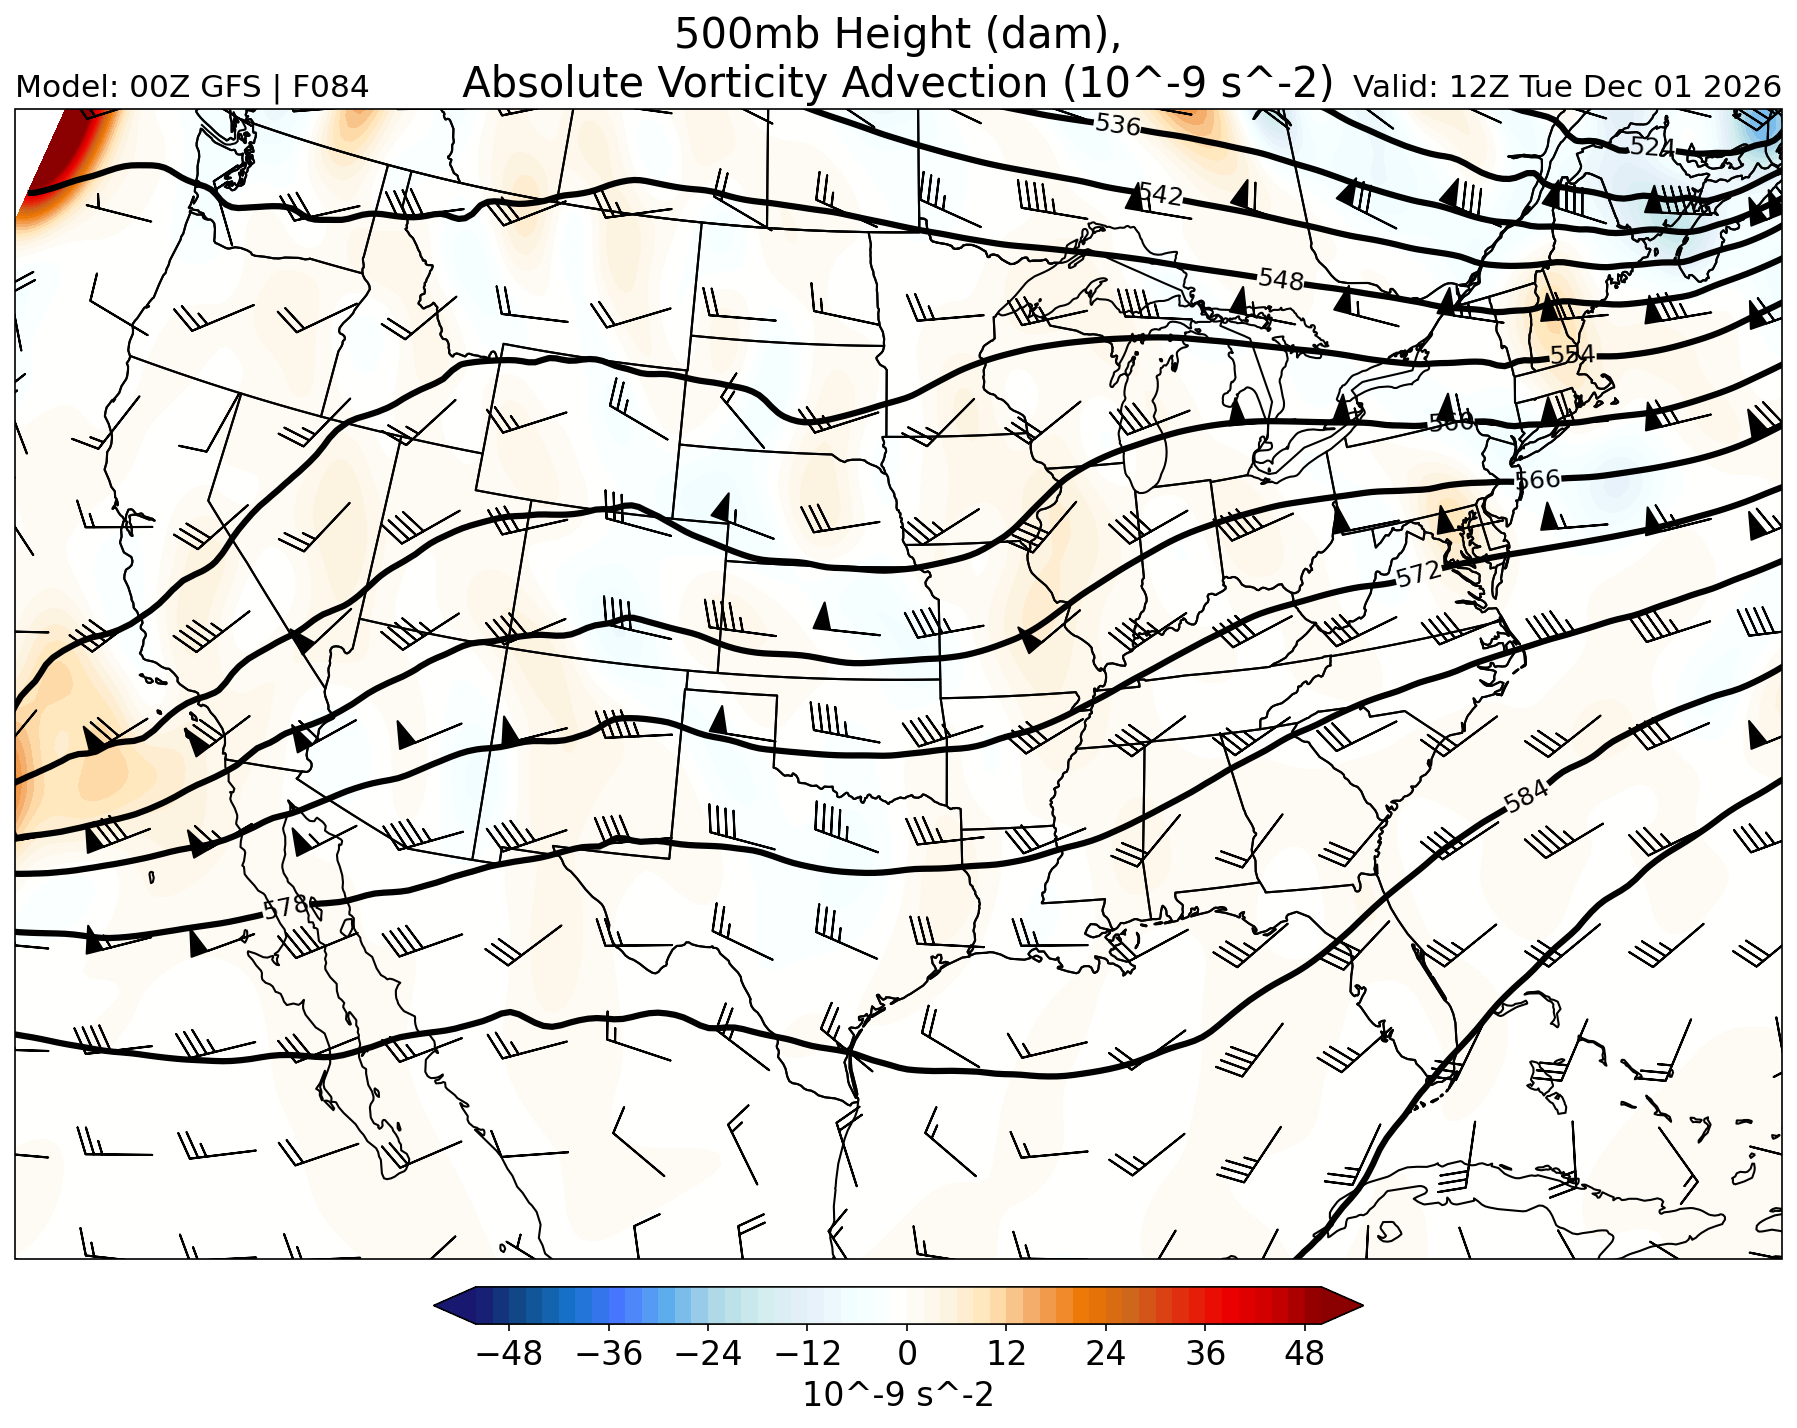 500mb Height (dam),
Model: 00Z GFS | F084
Absolute Vorticity Advection (10^-9 s^-2)
Valid: 12Z Tue Dec 01 2026
536
524
542
548
554
560
566
572
584
578
−48 −36 −24 −12 0 12 24 36 48
10^-9 s^-2